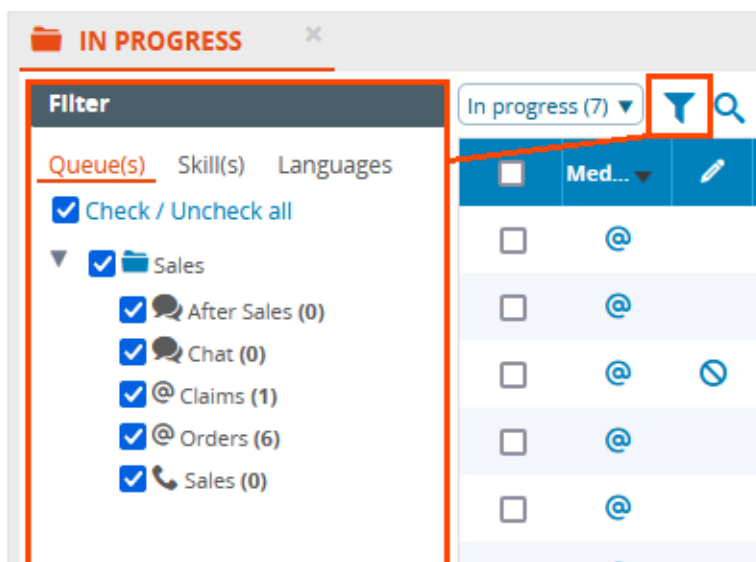 IN PROGRESS
Filter
In progress (7)
Queue(s) Skill(s) Languages
Med...
Check / Uncheck all
Sales
After Sales (0)
Chat (0)
@ Claims (1)
@ Orders (6)
Sales (0)
@
@
@
@
@